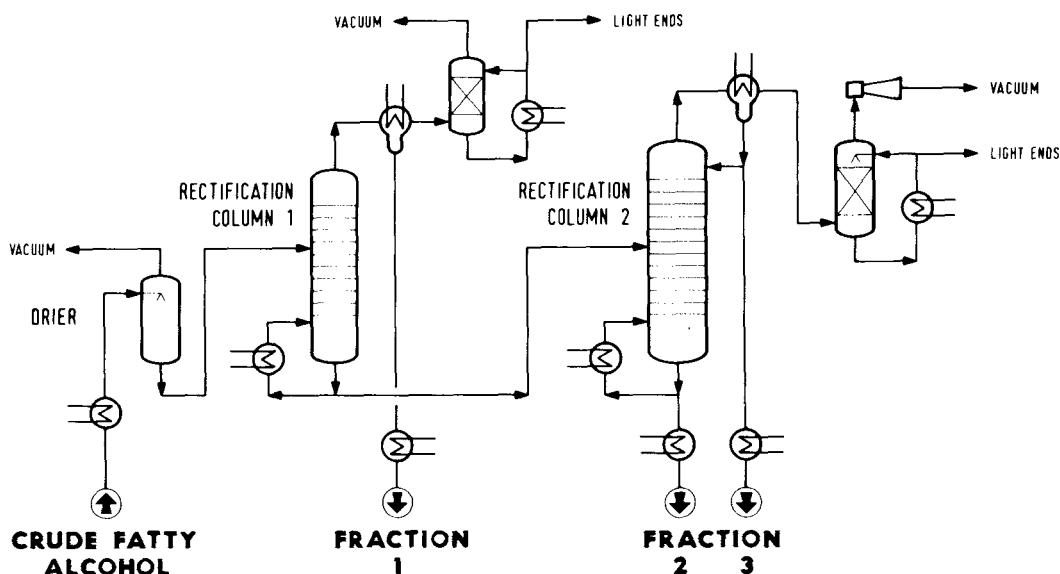 VACUUM
LIGHT ENDS
VACUUM
LIGHT ENDS
RECTIFICATION
COLUMN 1
RECTIFICATION
COLUMN 2
VACUUM
DRIER
CRUDE FATTY
ALCOHOL
FRACTION
1
FRACTION
2 3